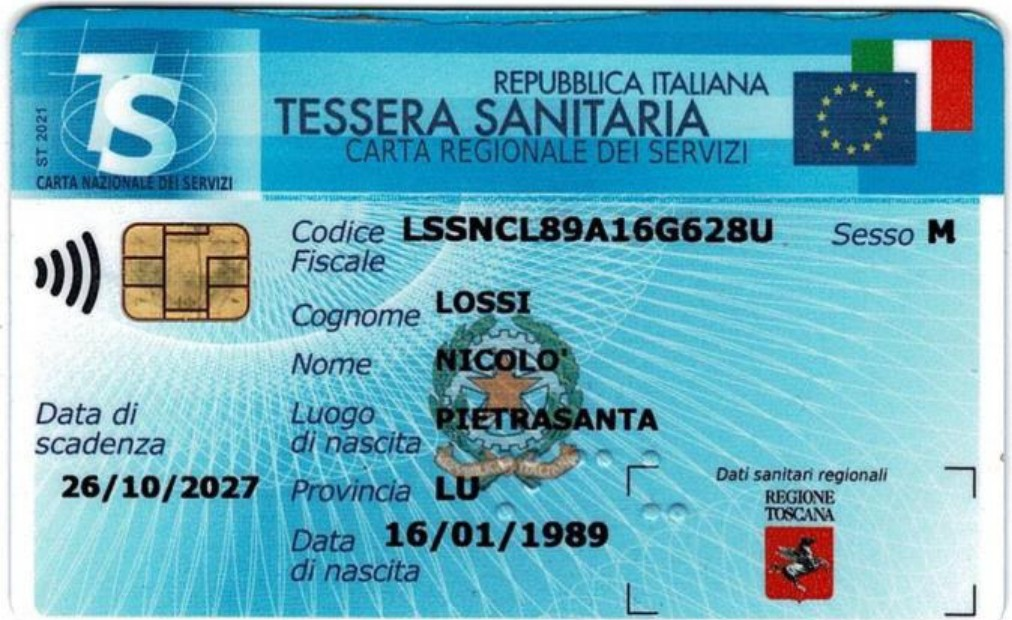 REPUBBLICA ITALIANA
TESSERA SANITARIA
CARTA REGIONALE DEI SERVIZI
TS
ST 2021
CARTA NAZIONALE DEI SERVIZI
Codice Fiscale LSSNCL89A16G628U Sesso M
Cognome LOSSI
Nome NICOLO'
Luogo di nascita PIETRASANTA
Provincia LU
Data di nascita 16/01/1989
Data di scadenza
26/10/2027
Dati sanitari regionali
REGIONE
TOSCANA